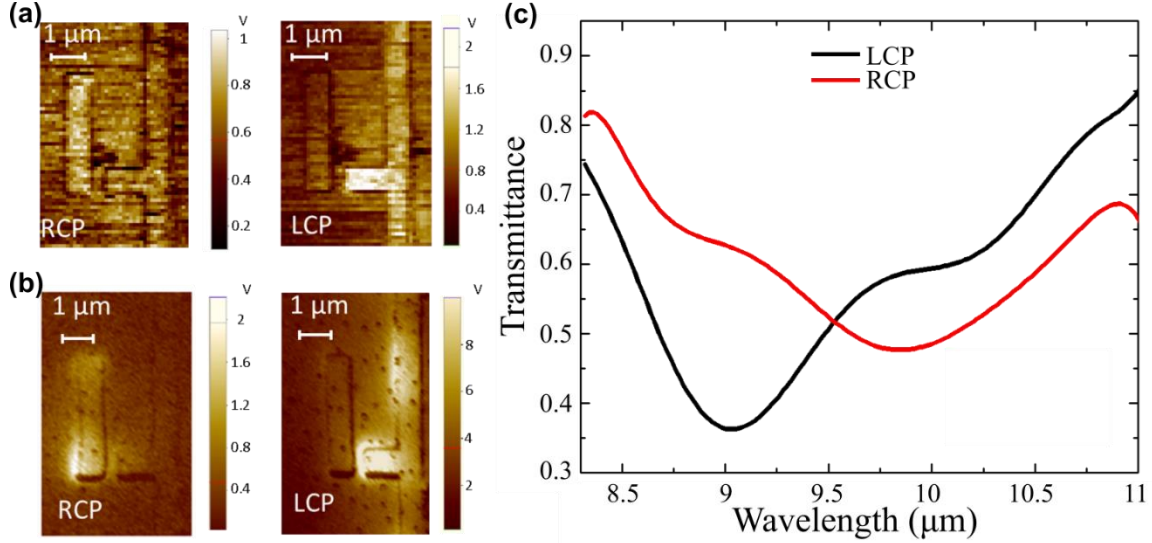 (a)
1 μm
V
1
0.8
0.6
0.4
0.2
RCP
1 μm
V
2
1.6
1.2
0.8
0.4
LCP
(b)
1 μm
V
2
1.6
1.2
0.8
0.4
RCP
1 μm
V
8
6
4
2
LCP
(c)
LCP
RCP
Transmittance
0.9
0.8
0.7
0.6
0.5
0.4
0.3
8.5 9 9.5 10 10.5 11
Wavelength (μm)